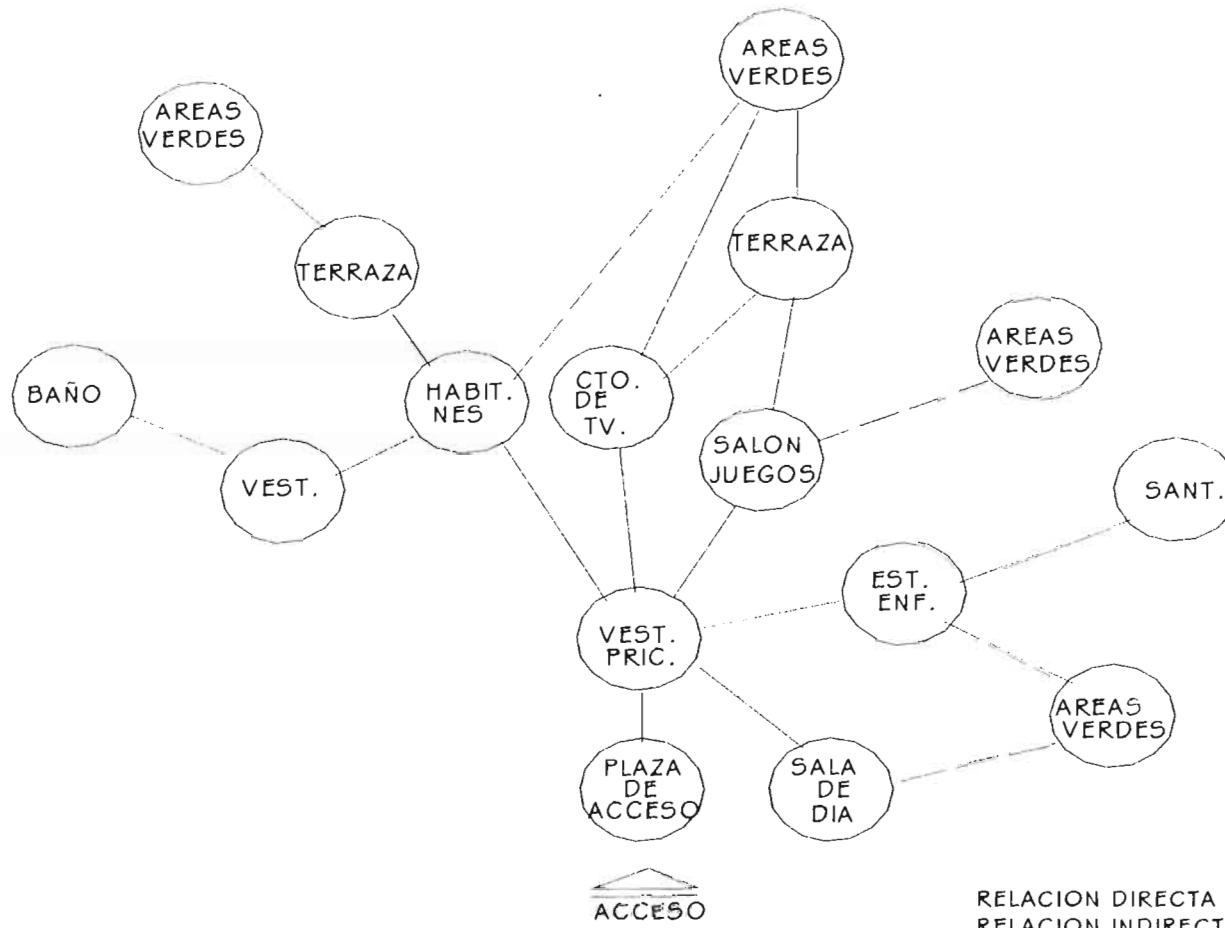 AREAS
VERDES
AREAS
VERDES
TERRAZA
TERRAZA
AREAS
VERDES
BAÑO
HABIT.
NES
CTO.
DE
TV.
SALON
JUEGOS
VEST.
SANT.
EST.
ENF.
VEST.
PRIC.
AREAS
VERDES
PLAZA
DE
ACCESO
SALA
DE
DIA
ACCESO
RELACION DIRECTA
RELACION